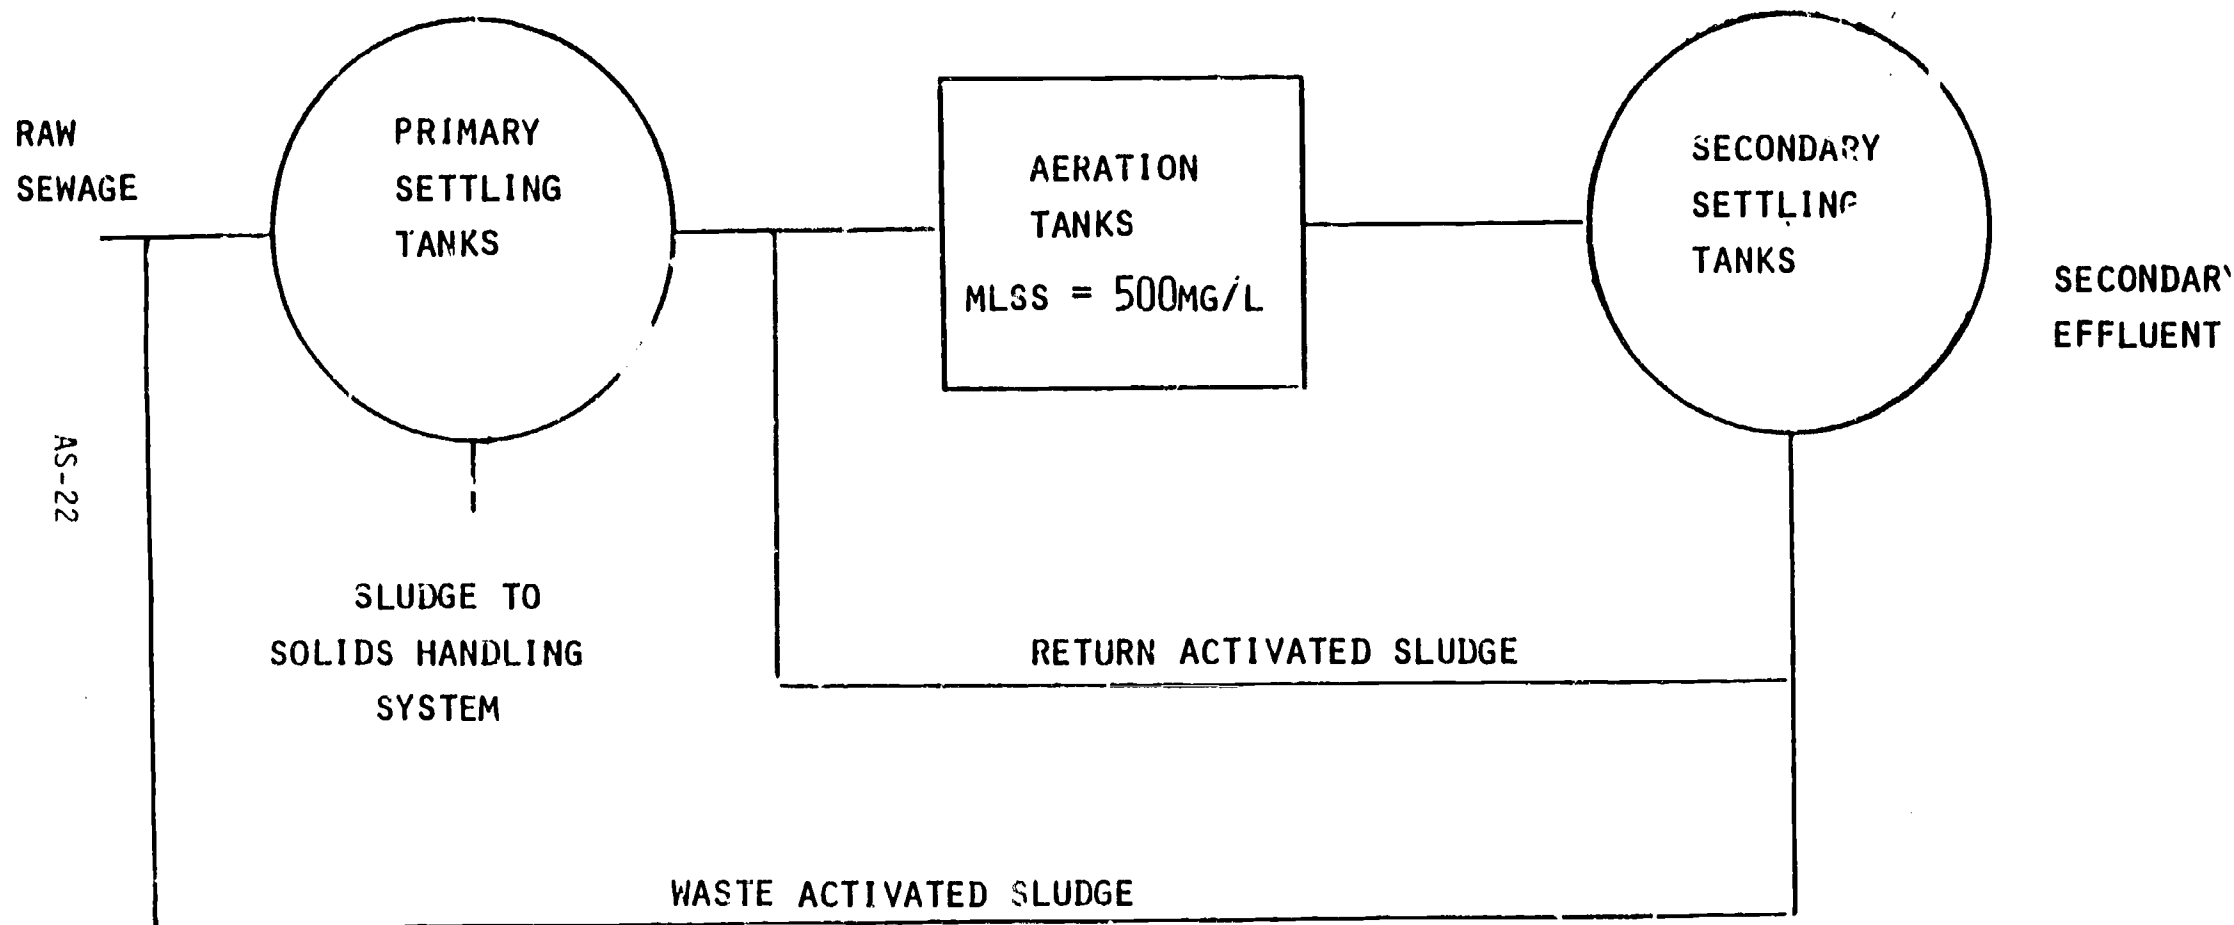 RAW
SEWAGE
PRIMARY
SETTLING
TANKS
AERATION
TANKS
MLSS = 500MG/L
SECONDARY
SETTLING
TANKS
SECONDARY
EFFLUENT
AS-22
SLUDGE TO
SOLIDS HANDLING
SYSTEM
RETURN ACTIVATED SLUDGE
WASTE ACTIVATED SLUDGE